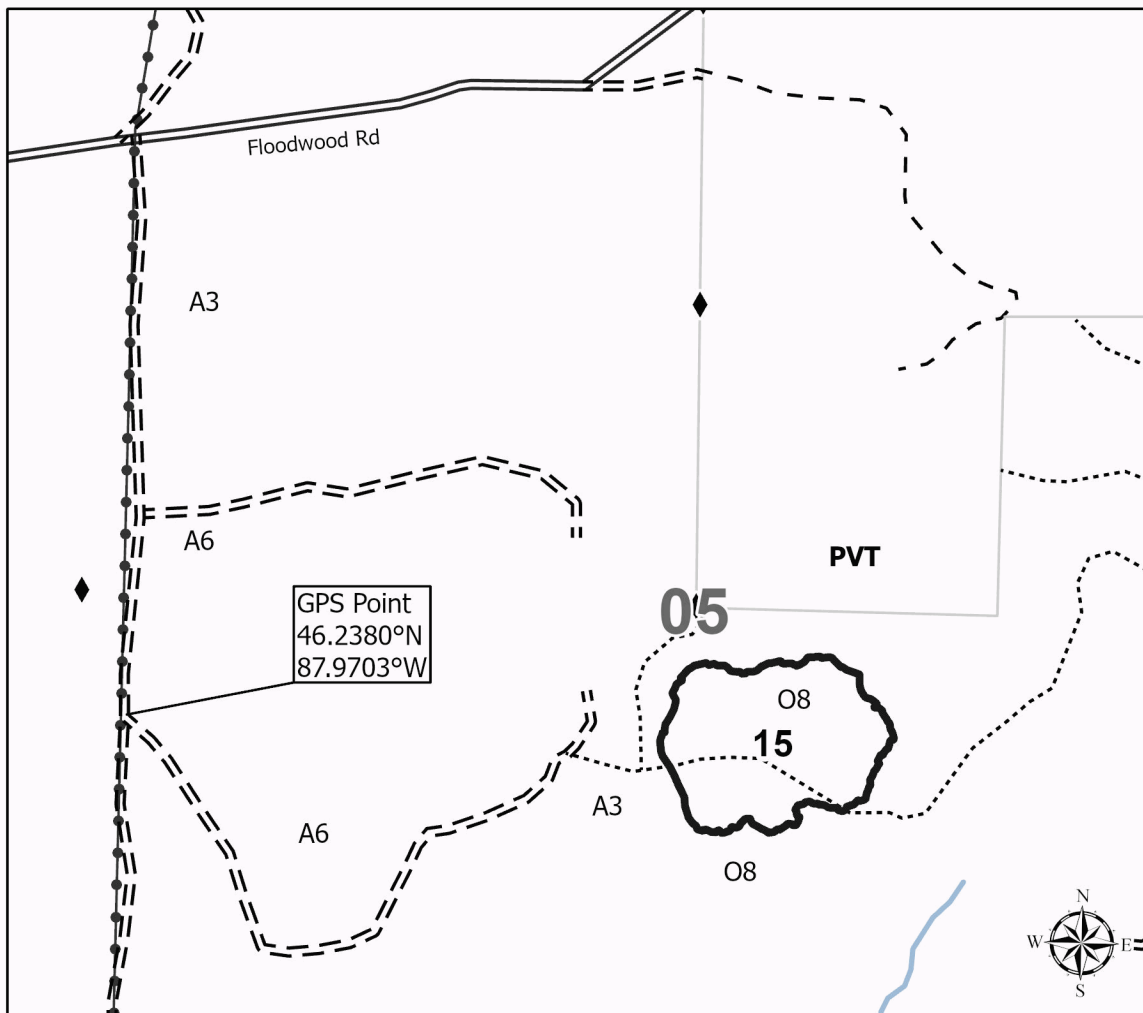 Floodwood Rd
A3
A6
PVT
GPS Point
46.2380°N
87.9703°W
05
O8
15
A3
A6
O8
N
W
E
S